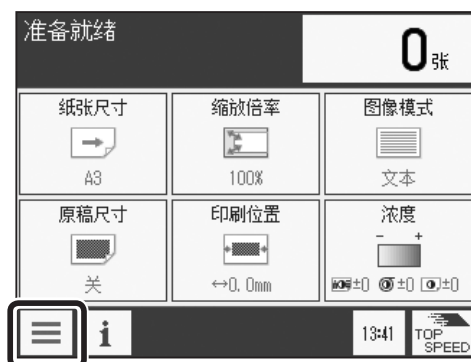 准备就绪
0张
纸张尺寸
缩放倍率
图像模式
A3
100%
文本
原稿尺寸
印刷位置
浓度
- +
关
↔0.0mm
±0 ±0 ±0
i
13:41
TOP
SPEED